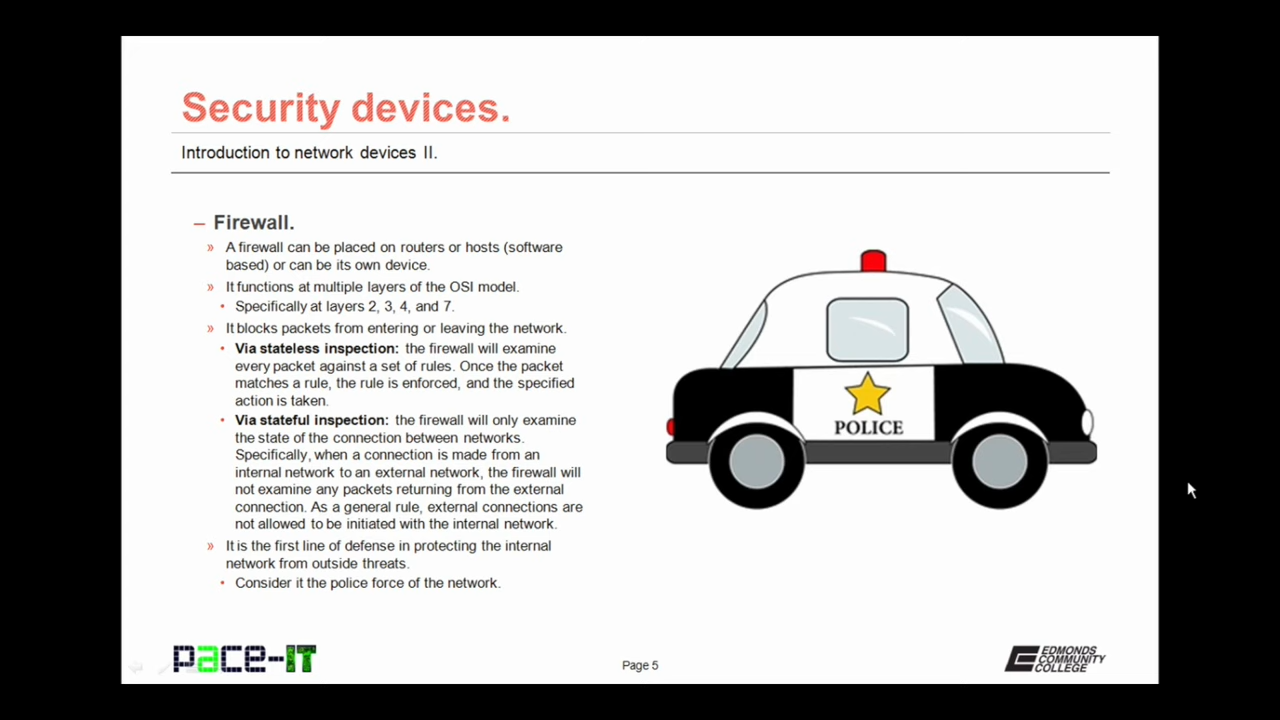 Security devices.
Introduction to network devices II.
– Firewall.
» A firewall can be placed on routers or hosts (software
based) or can be its own device.
» It functions at multiple layers of the OSI model.
• Specifically at layers 2, 3, 4, and 7.
» It blocks packets from entering or leaving the network.
• Via stateless inspection: the firewall will examine
every packet against a set of rules. Once the packet
matches a rule, the rule is enforced, and the specified
action is taken.
• Via stateful inspection: the firewall will only examine
the state of the connection between networks.
Specifically, when a connection is made from an
internal network to an external network, the firewall will
not examine any packets returning from the external
connection. As a general rule, external connections are
not allowed to be initiated with the internal network.
» It is the first line of defense in protecting the internal
network from outside threats.
• Consider it the police force of the network.
POLICE
pace-IT
Page 5
EDMONDS
COMMUNITY
COLLEGE